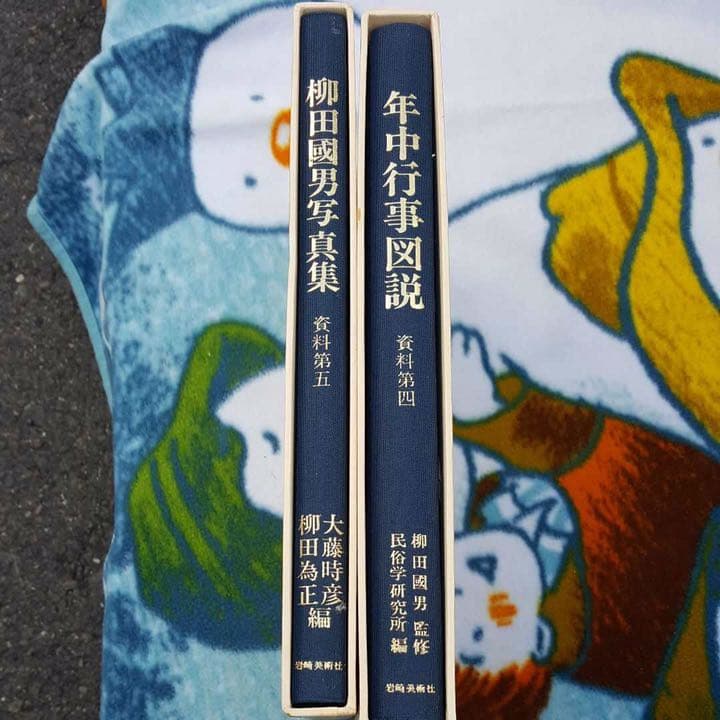 年中行事図説
資料第四
柳田國男 監修
民俗学研究所 編
岩崎美術社
柳田國男写真集
資料第五
大藤時彦
柳田為正編
岩崎美術社